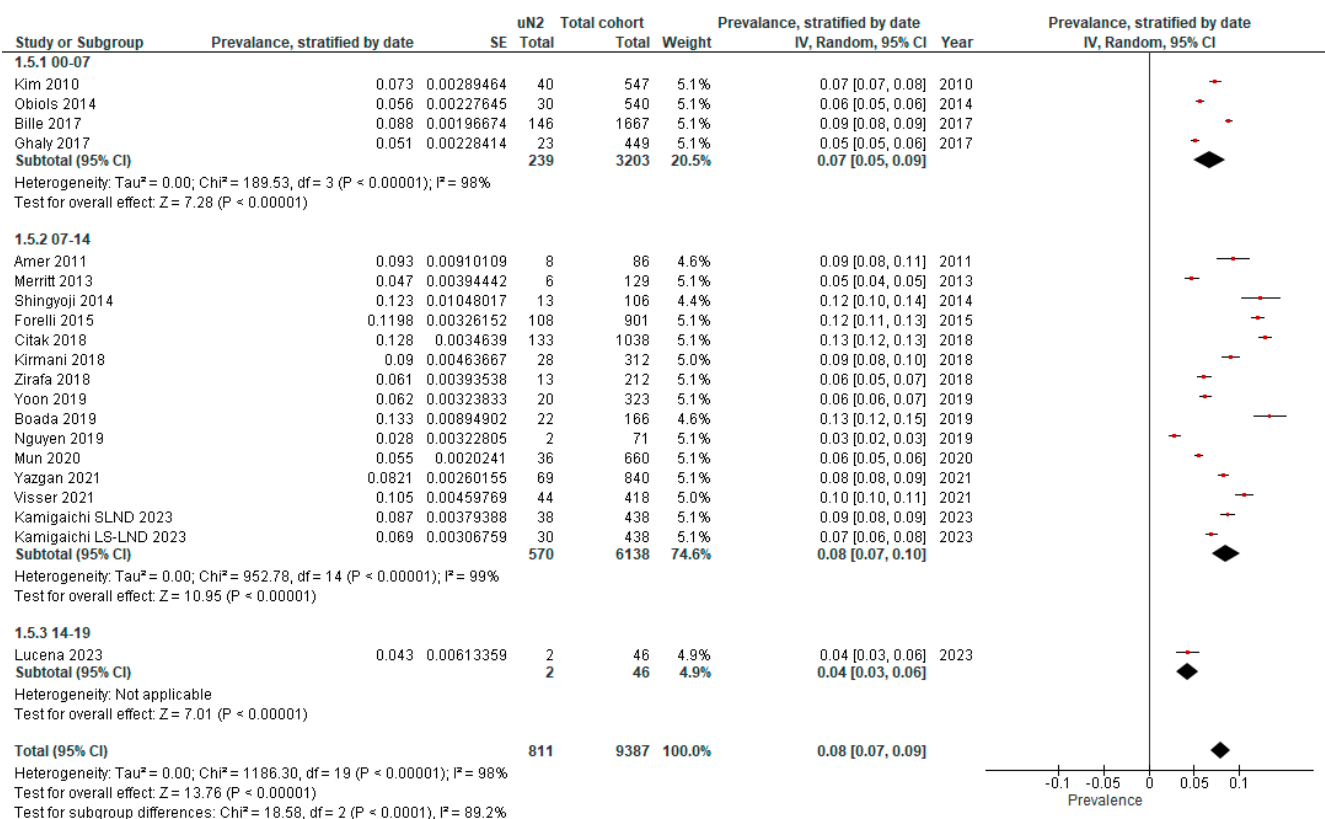 uN2 Total cohort Prevalence, stratified by date Prevalence, stratified by date
Study or Subgroup Prevalence, stratified by date SE Total Total Weight IV, Random, 95% CI Year IV, Random, 95% CI
1.5.1 00-07
Kim 2010 0.073 0.00289464 40 547 5.1% 0.07 [0.07, 0.08] 2010
Obiols 2014 0.056 0.00227645 30 540 5.1% 0.06 [0.05, 0.06] 2014
Bille 2017 0.088 0.00196674 146 1667 5.1% 0.09 [0.08, 0.09] 2017
Ghaly 2017 0.051 0.00228414 23 449 5.1% 0.05 [0.05, 0.06] 2017
Subtotal (95% CI) 239 3203 20.5% 0.07 [0.05, 0.09]
Heterogeneity: Tau² = 0.00; Chi² = 189.53, df = 3 (P < 0.00001); I² = 98%
Test for overall effect: Z = 7.28 (P < 0.00001)
1.5.2 07-14
Amer 2011 0.093 0.00910109 8 86 4.6% 0.09 [0.08, 0.11] 2011
Merritt 2013 0.047 0.00394442 6 129 5.1% 0.05 [0.04, 0.05] 2013
Shingyoji 2014 0.123 0.01048017 13 106 4.4% 0.12 [0.10, 0.14] 2014
Forelli 2015 0.1198 0.00326152 108 901 5.1% 0.12 [0.11, 0.13] 2015
Citak 2018 0.128 0.0034639 133 1038 5.1% 0.13 [0.12, 0.13] 2018
Kirmani 2018 0.09 0.00463667 28 312 5.0% 0.09 [0.08, 0.10] 2018
Zirafa 2018 0.061 0.00393538 13 212 5.1% 0.06 [0.05, 0.07] 2018
Yoon 2019 0.062 0.00323833 20 323 5.1% 0.06 [0.06, 0.07] 2019
Boada 2019 0.133 0.00894902 22 166 4.6% 0.13 [0.12, 0.15] 2019
Nguyen 2019 0.028 0.00322805 2 71 5.1% 0.03 [0.02, 0.03] 2019
Mun 2020 0.055 0.0020241 36 660 5.1% 0.06 [0.05, 0.06] 2020
Yazgan 2021 0.0821 0.00260155 69 840 5.1% 0.08 [0.08, 0.09] 2021
Visser 2021 0.105 0.00459769 44 418 5.0% 0.10 [0.10, 0.11] 2021
Kamigaichi SLND 2023 0.087 0.00379388 38 438 5.1% 0.09 [0.08, 0.09] 2023
Kamigaichi LS-LND 2023 0.069 0.00306759 30 438 5.1% 0.07 [0.06, 0.08] 2023
Subtotal (95% CI) 570 6138 74.6% 0.08 [0.07, 0.10]
Heterogeneity: Tau² = 0.00; Chi² = 952.78, df = 14 (P < 0.00001); I² = 99%
Test for overall effect: Z = 10.95 (P < 0.00001)
1.5.3 14-19
Lucena 2023 0.043 0.00613359 2 46 4.9% 0.04 [0.03, 0.06] 2023
Subtotal (95% CI) 2 46 4.9% 0.04 [0.03, 0.06]
Heterogeneity: Not applicable
Test for overall effect: Z = 7.01 (P < 0.00001)
Total (95% CI) 811 9387 100.0% 0.08 [0.07, 0.09]
Heterogeneity: Tau² = 0.00; Chi² = 1186.30, df = 19 (P < 0.00001); I² = 98%
Test for overall effect: Z = 13.76 (P < 0.00001)
Test for subgroup differences: Chi² = 18.58, df = 2 (P < 0.0001), I² = 89.2%
-0.1 -0.05 0 0.05 0.1
Prevalence